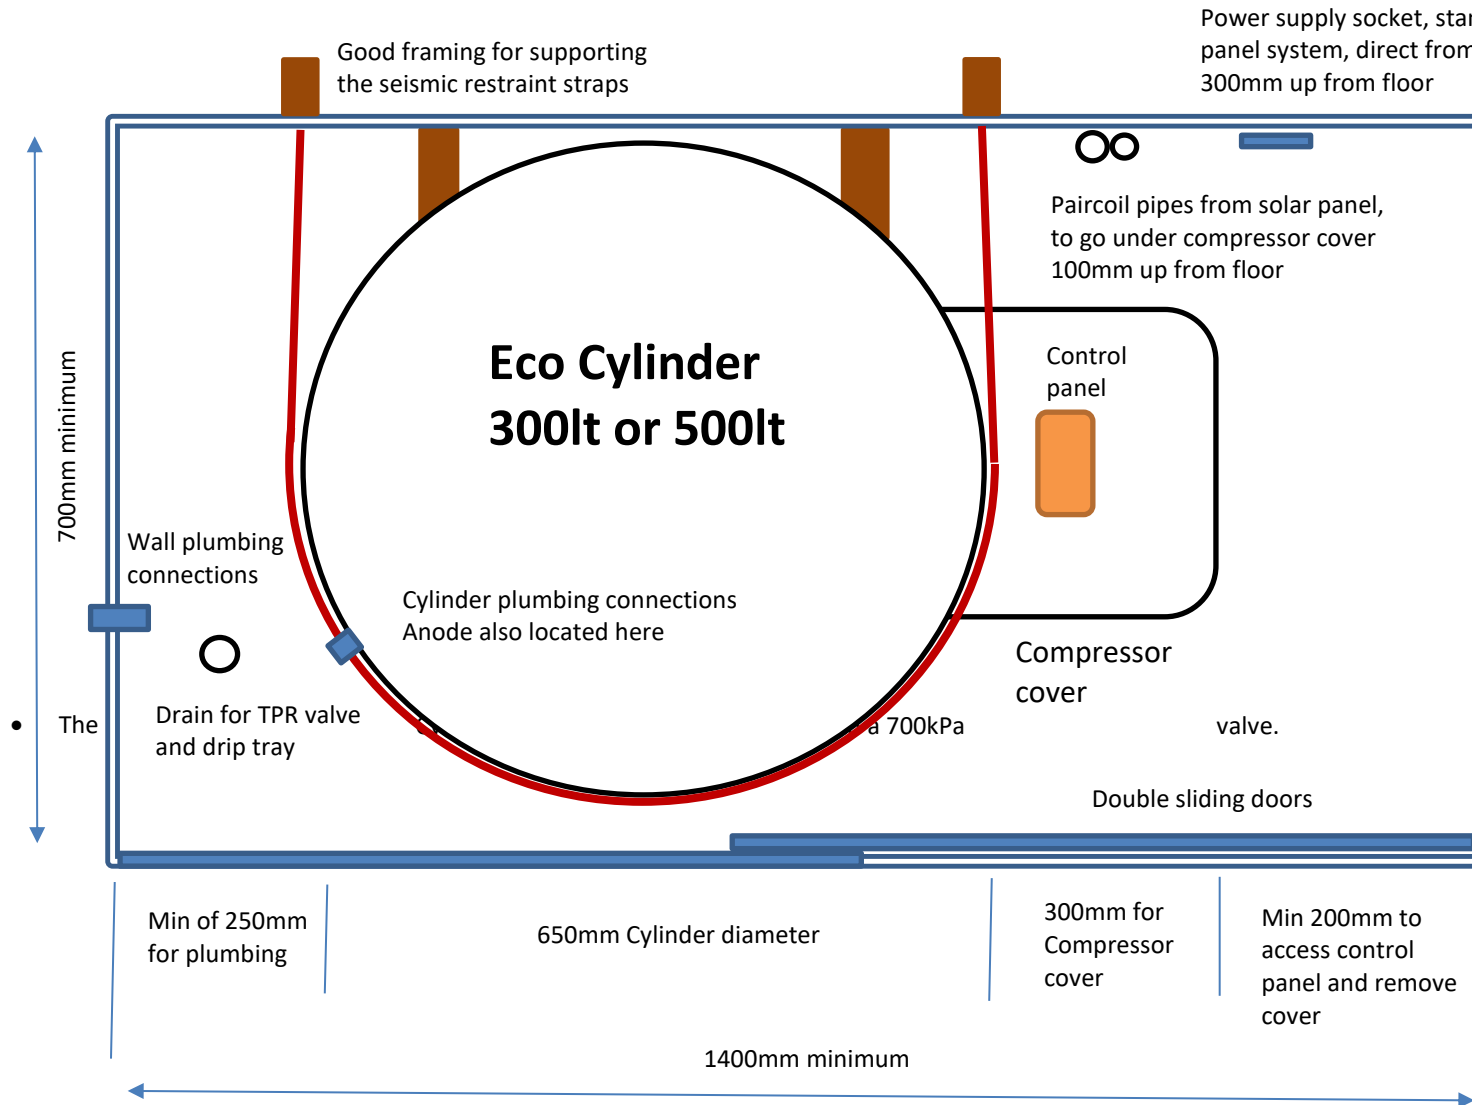 Power supply socket, star
panel system, direct from
300mm up from floor
Good framing for supporting
the seismic restraint straps
Paircoil pipes from solar panel,
to go under compressor cover
100mm up from floor
700mm minimum
Eco Cylinder
300lt or 500lt
Control
panel
Wall plumbing
connections
Cylinder plumbing connections
Anode also located here
Compressor
cover
Drain for TPR valve
and drip tray
• The a 700kPa valve.
Double sliding doors
Min of 250mm
for plumbing
650mm Cylinder diameter
300mm for
Compressor
cover
Min 200mm to
access control
panel and remove
cover
1400mm minimum